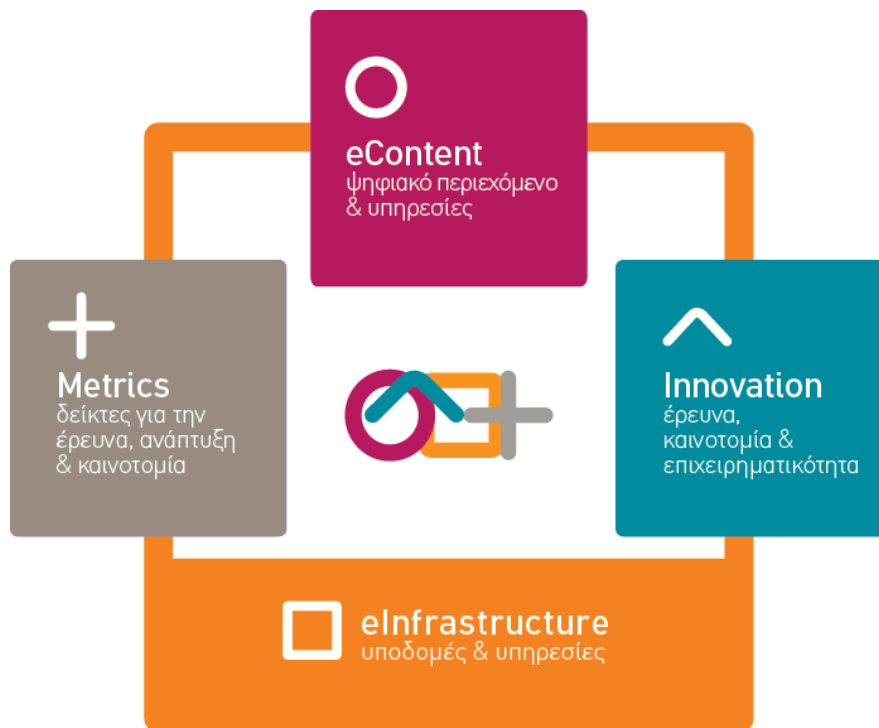 eContent
ψηφιακό περιεχόμενο
& υπηρεσίες
Metrics
δείκτες για την
έρευνα, ανάπτυξη
& καινοτομία
Innovation
έρευνα,
καινοτομία &
επιχειρηματικότητα
eInfrastructure
υποδομές & υπηρεσίες